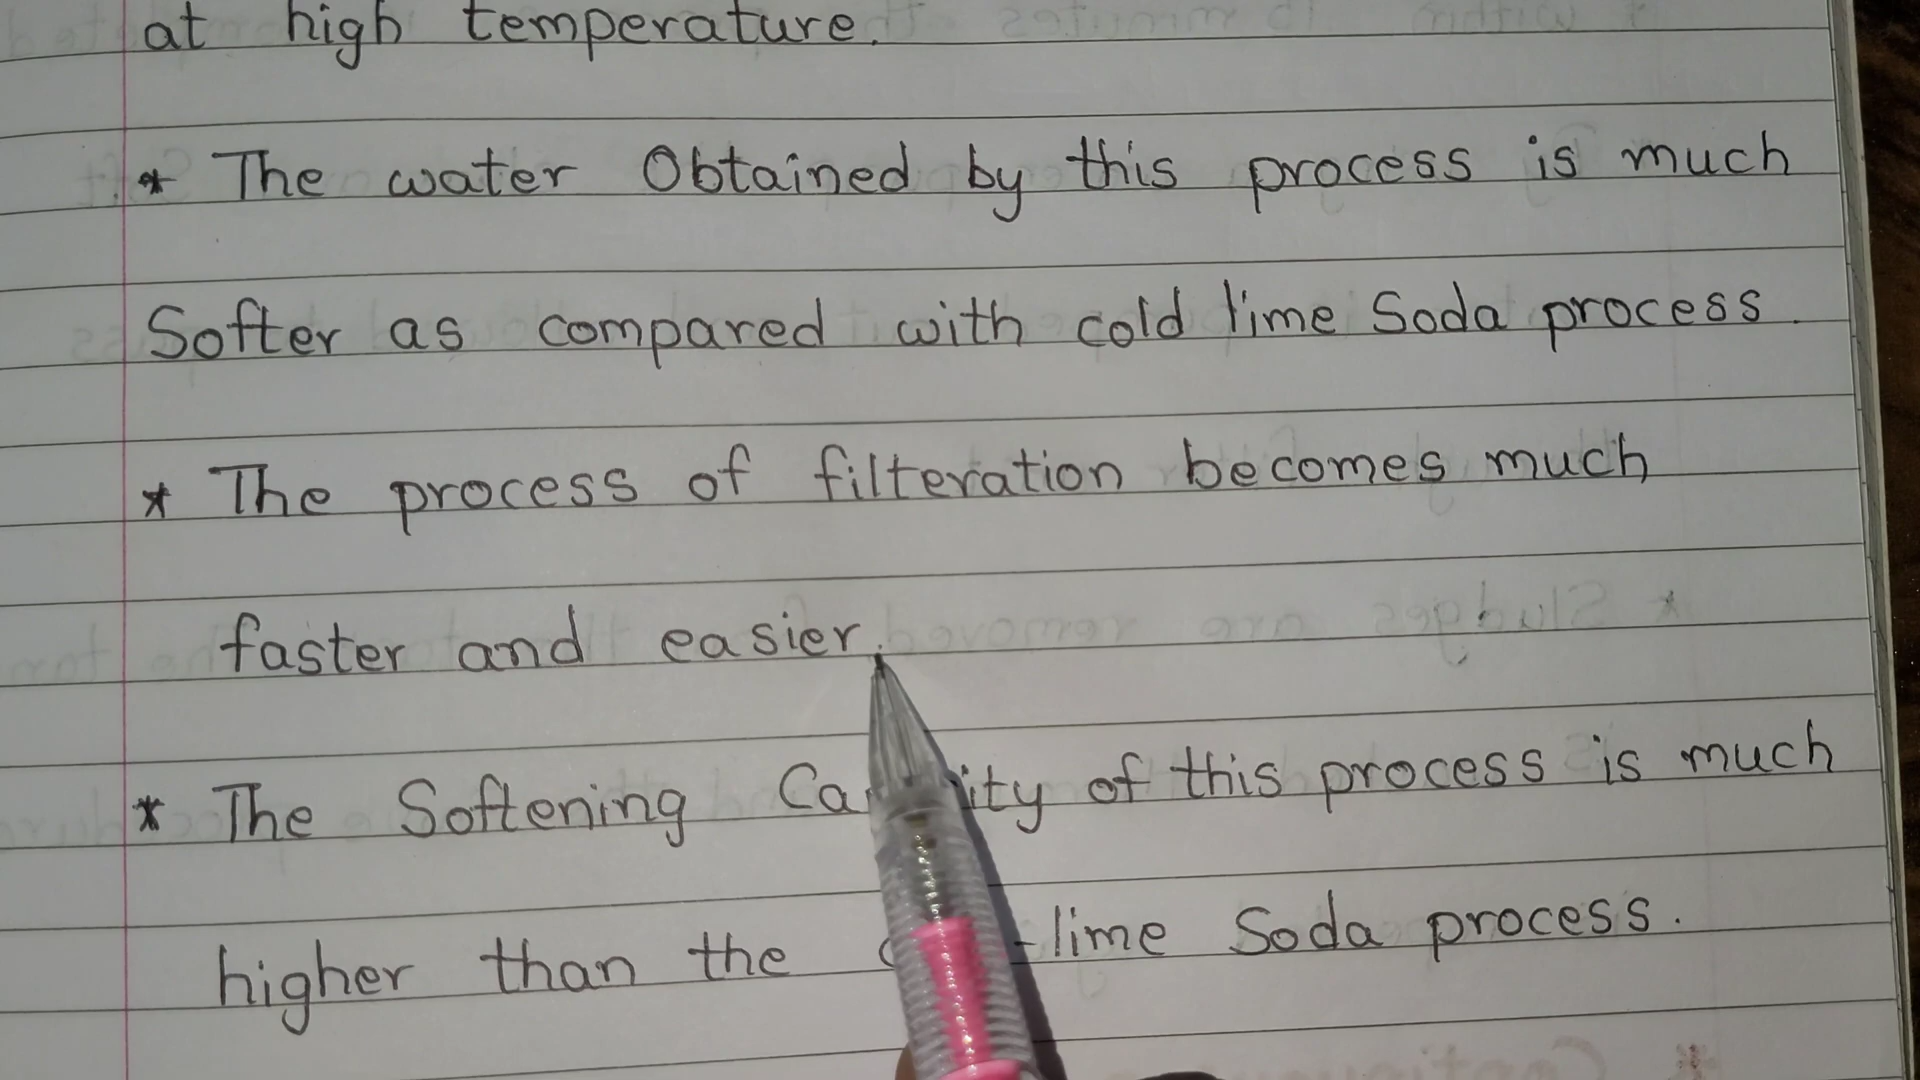 at high temperature.
* The water Obtained by this process is much
Softer as compared with cold lime Soda process.
* The process of filteration becomes much
faster and easier.
* The Softening of this process is much
higher than the -lime Soda process.